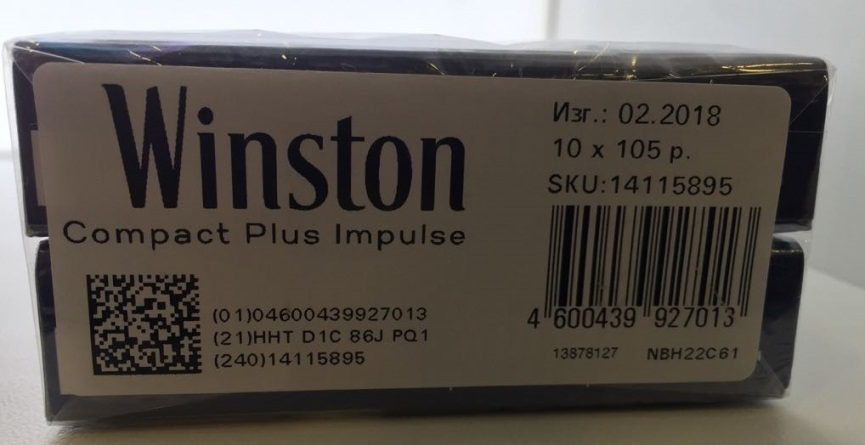 Winston
Compact Plus Impulse
(01)04600439927013
(21)HHT D1C 86J PQ1
(240)14115895
Изг.: 02.2018
10 x 105 р.
SKU:14115895
4 600439 927013
13878127 NBH22C61